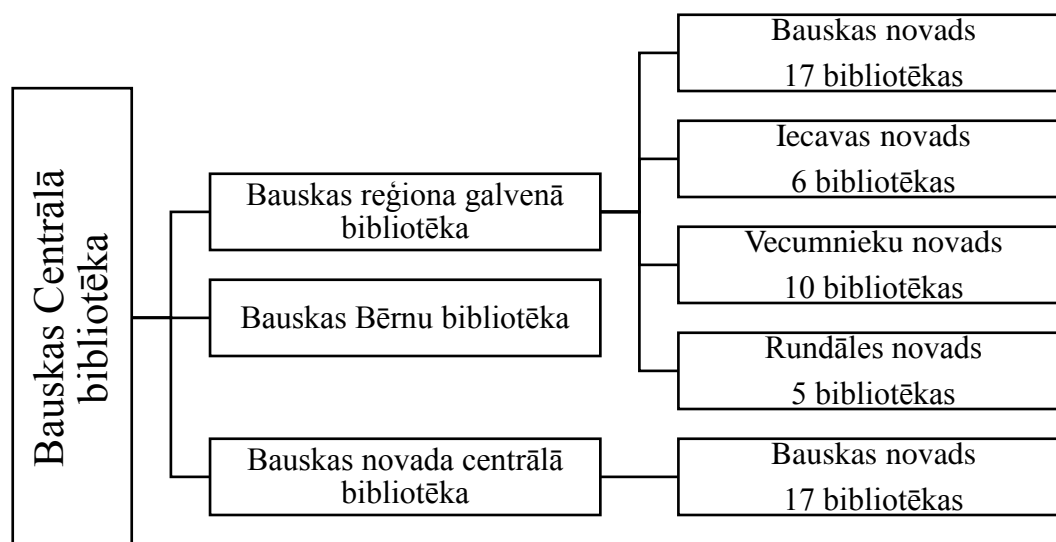 Bauskas Centrālā
bibliotēka
Bauskas reģiona galvenā
bibliotēka
Bauskas Bērnu bibliotēka
Bauskas novada centrālā
bibliotēka
Bauskas novads
17 bibliotēkas
Iecavas novads
6 bibliotēkas
Vecumnieku novads
10 bibliotēkas
Rundāles novads
5 bibliotēkas
Bauskas novads
17 bibliotēkas